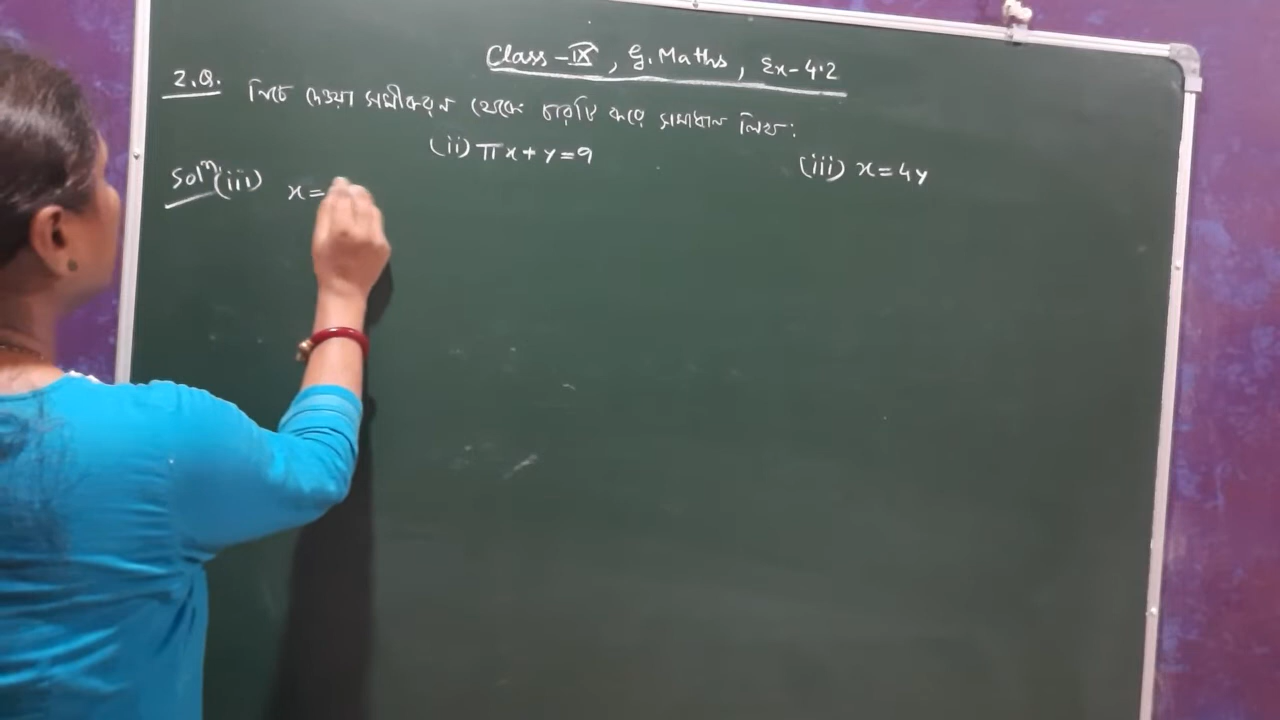 Class - IX, G. Maths, Ex - 4.2
2.Q. নিচে দেওয়া সমীকরন থেকে চারটি করে সমাধান লিখ:
(ii) πx + y = 9 (iii) x = 4y
Solⁿ (iii) x =